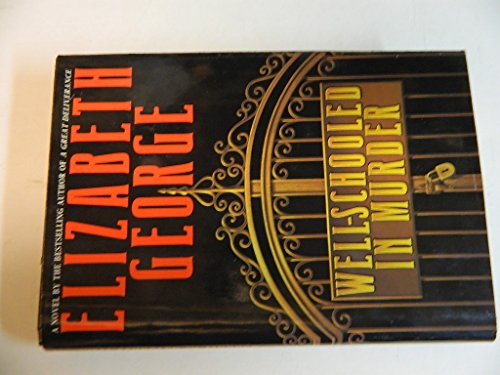 A NOVEL BY THE BESTSELLING AUTHOR OF A GREAT DELIVERANCE
ELIZABETH
GEORGE
WELL-SCHOOLED
IN MURDER